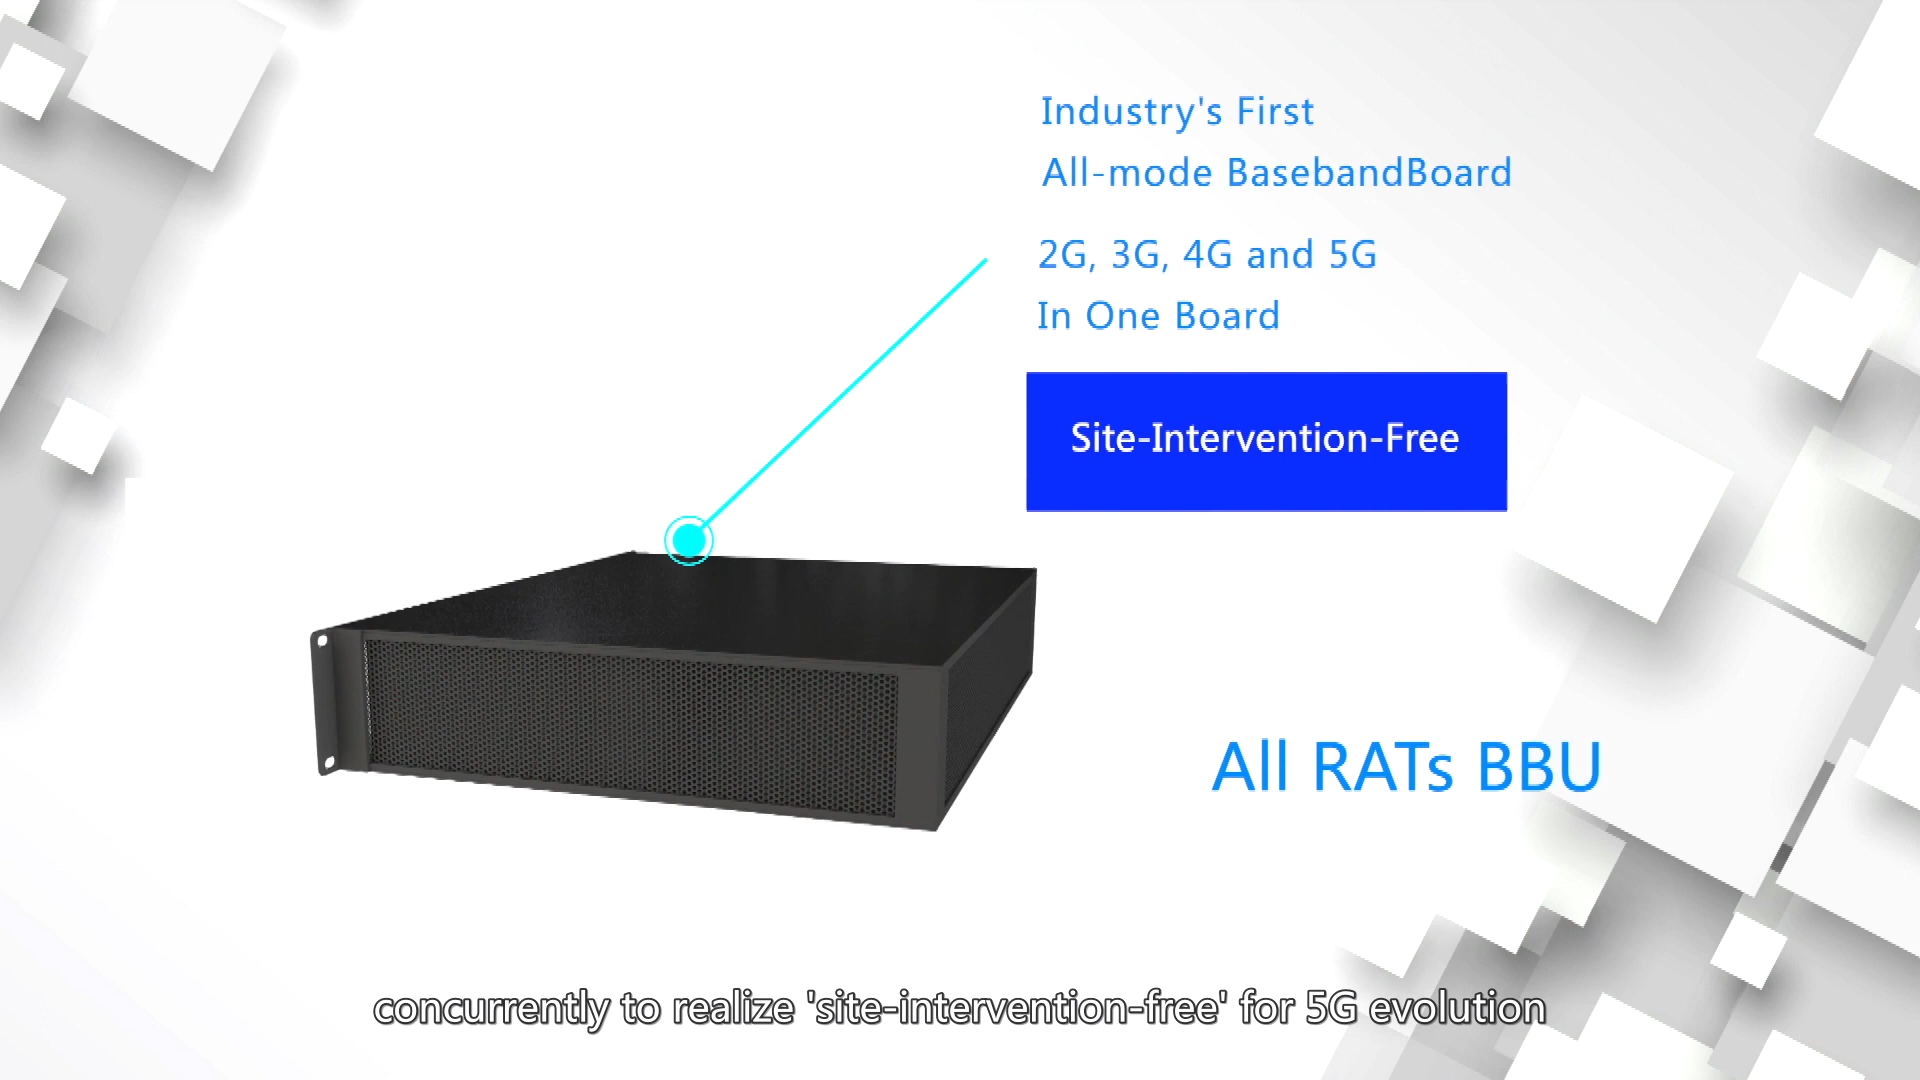 Industry's First
All-mode BasebandBoard
2G, 3G, 4G and 5G
In One Board
Site-Intervention-Free
All RATs BBU
concurrently to realize 'site-intervention-free' for 5G evolution